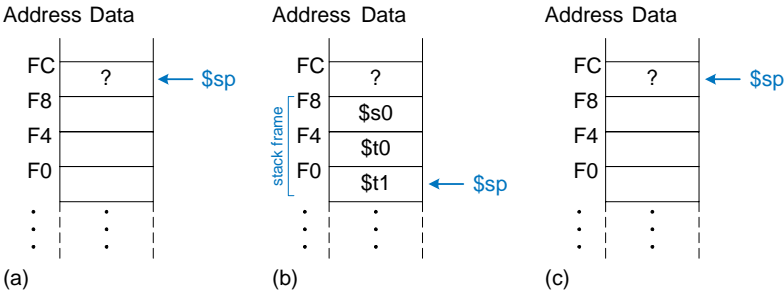 Address Data
FC
?
$sp
F8
F4
F0
(a)
Address Data
FC
?
F8
$s0
F4
$t0
F0
$t1
$sp
stack frame
(b)
Address Data
FC
?
$sp
F8
F4
F0
(c)